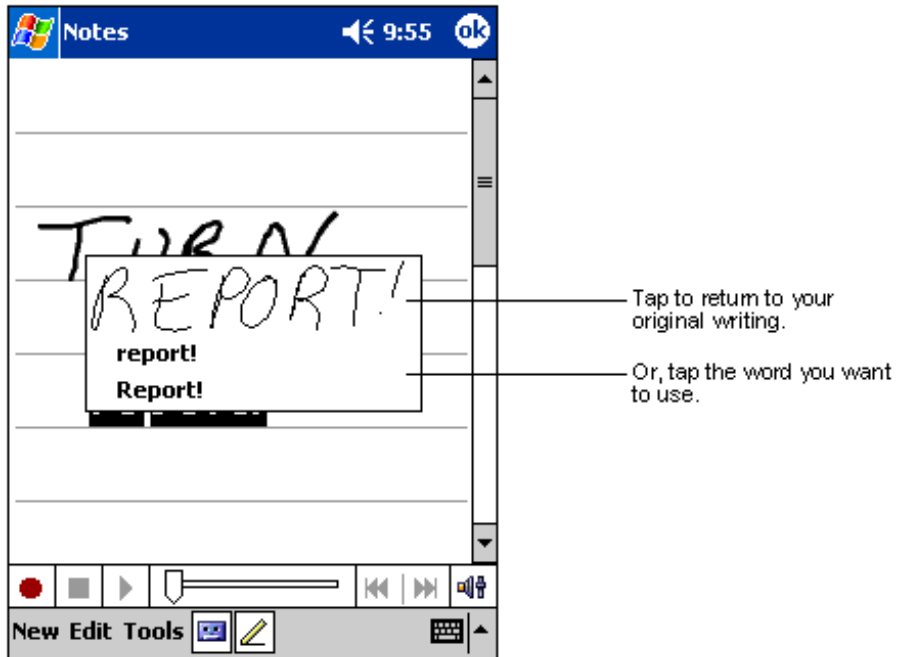 Notes 9:55 ok
TURN
REPORT!
report!
Report!
Tap to return to your
original writing.
Or, tap the word you want
to use.
New Edit Tools